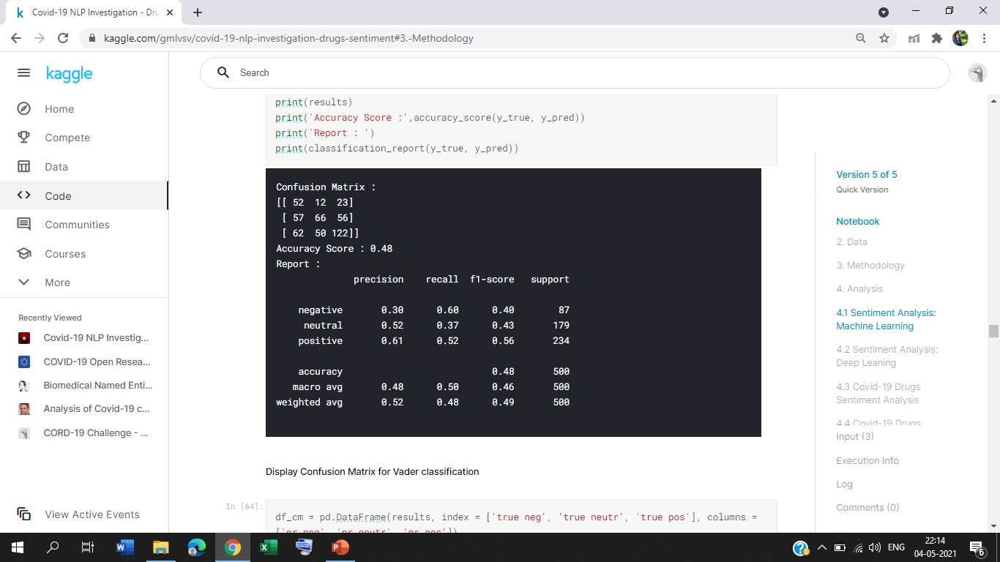 Covid-19 NLP Investigation - Dru
kaggle.com/gmlvsv/covid-19-nlp-investigation-drugs-sentiment#3.-Methodology
kaggle
Search
Home
Compete
Data
Code
Communities
Courses
More
Recently Viewed
Covid-19 NLP Investig...
COVID-19 Open Resea...
Biomedical Named Enti...
Analysis of Covid-19 c...
CORD-19 Challenge - ...
View Active Events
print(results)
print('Accuracy Score :',accuracy_score(y_true, y_pred))
print('Report : ')
print(classification_report(y_true, y_pred))
Confusion Matrix :
[[ 52  12  23]
[ 57  66  56]
[ 62  50 122]]
Accuracy Score : 0.48
Report :
precision recall f1-score support
negative 0.30 0.60 0.40 87
neutral 0.52 0.37 0.43 179
positive 0.61 0.52 0.56 234
accuracy 0.48 500
macro avg 0.48 0.50 0.46 500
weighted avg 0.52 0.48 0.49 500
Display Confusion Matrix for Vader classification
In [64]:
df_cm = pd.DataFrame(results, index = ['true neg', 'true neutr', 'true pos'], columns =
['pr neg', 'pr neutr', 'pr pos'])
Version 5 of 5
Quick Version
Notebook
2. Data
3. Methodology
4. Analysis
4.1 Sentiment Analysis:
Machine Learning
4.2 Sentiment Analysis:
Deep Leaning
4.3 Covid-19 Drugs
Sentiment Analysis
4.4 Covid-19 Drugs
Input (3)
Execution Info
Log
Comments (0)
ENG
22:14
04-05-2021
6